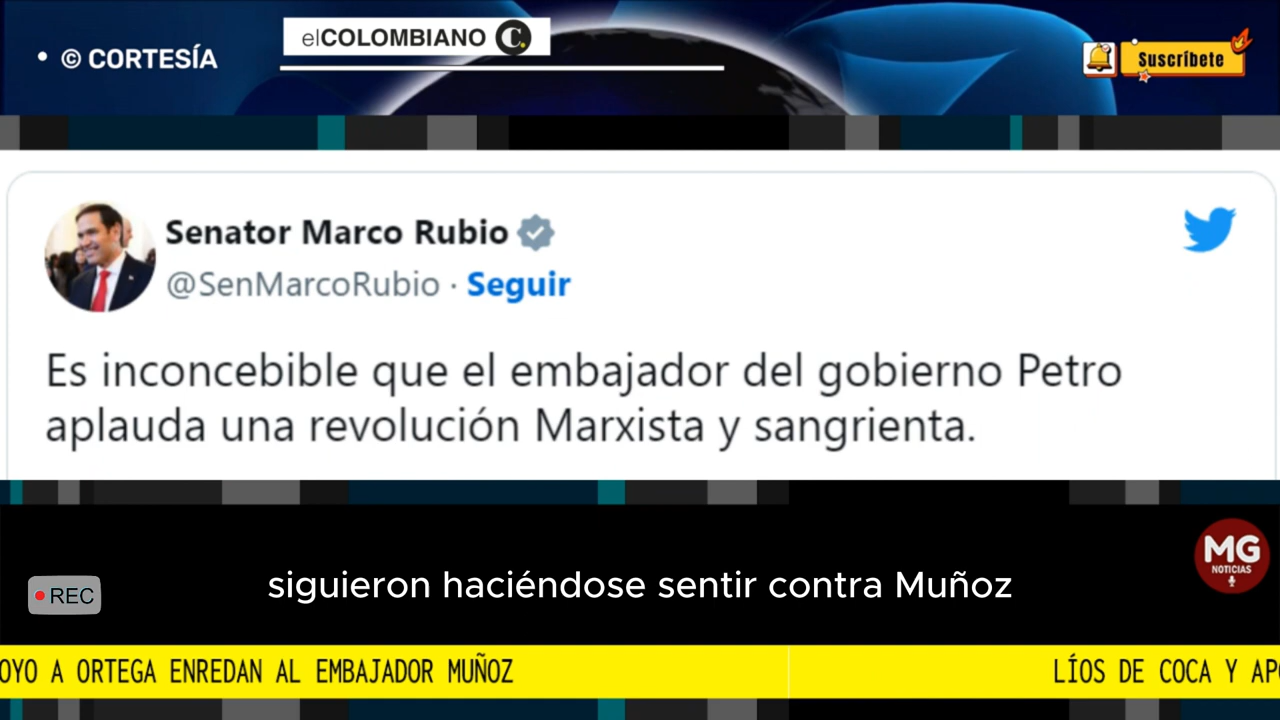 • © CORTESÍA
elCOLOMBIANO C.
Suscríbete
Senator Marco Rubio
@SenMarcoRubio · Seguir
Es inconcebible que el embajador del gobierno Petro
aplauda una revolución Marxista y sangrienta.
siguieron haciéndose sentir contra Muñoz
REC
MG
NOTICIAS
OYO A ORTEGA ENREDAN AL EMBAJADOR MUÑOZ
LÍOS DE COCA Y APO